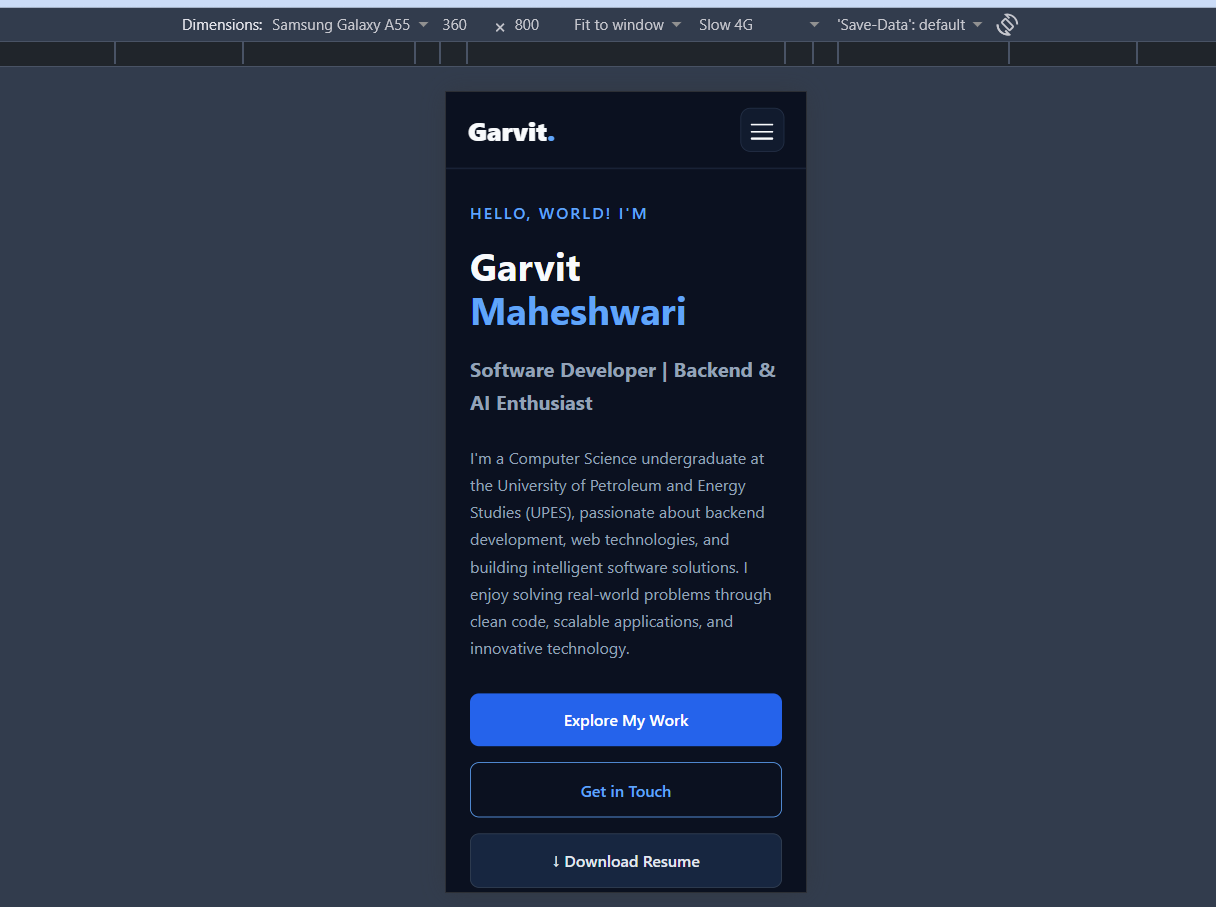 Dimensions: Samsung Galaxy A55 360 × 800 Fit to window Slow 4G 'Save-Data': default
Garvit.
HELLO, WORLD! I'M
Garvit
Maheshwari
Software Developer | Backend &
AI Enthusiast
I'm a Computer Science undergraduate at
the University of Petroleum and Energy
Studies (UPES), passionate about backend
development, web technologies, and
building intelligent software solutions. I
enjoy solving real-world problems through
clean code, scalable applications, and
innovative technology.
Explore My Work
Get in Touch
↓ Download Resume